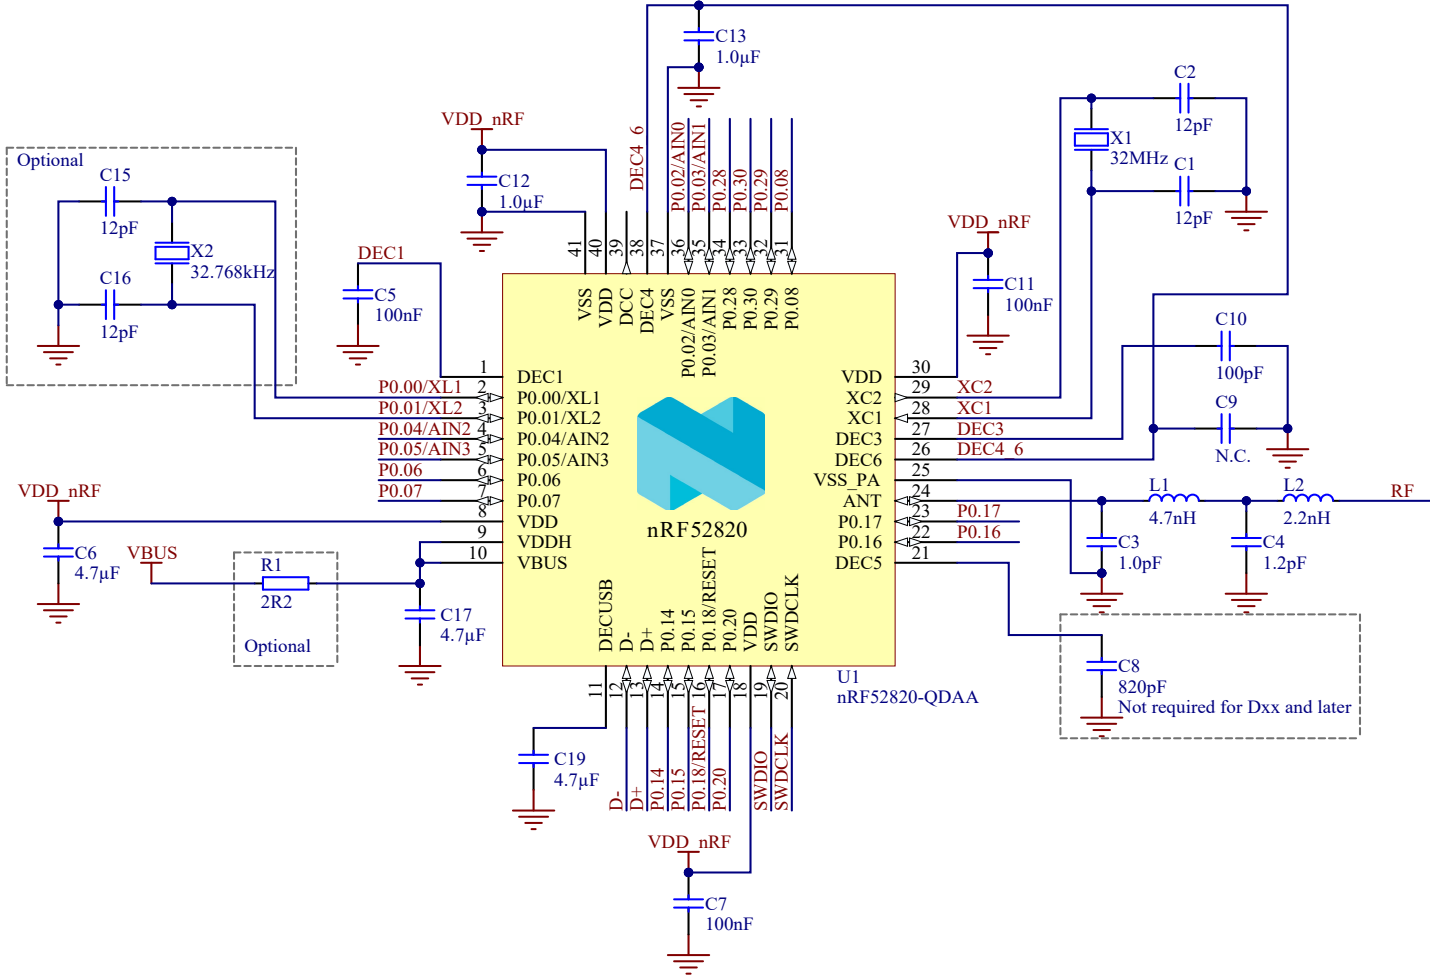 C13
1.0µF
VDD_nRF
C12
1.0µF
DEC4_6
P0.02/AIN0
P0.03/AIN1
P0.28
P0.30
P0.29
P0.08
C2
12pF
X1
32MHz
C1
12pF
Optional
C15
12pF
X2
32.768kHz
C16
12pF
DEC1
C5
100nF
VDD_nRF
C11
100nF
C10
100pF
C9
N.C.
41
40
39
38
37
36
35
34
33
32
31
VSS
VDD
DCC
DEC4
VSS
P0.02/AIN0
P0.03/AIN1
P0.28
P0.30
P0.29
P0.08
1
DEC1
P0.00/XL1
2
P0.00/XL1
P0.01/XL2
3
P0.01/XL2
P0.04/AIN2
4
P0.04/AIN2
P0.05/AIN3
5
P0.05/AIN3
P0.06
6
P0.06
P0.07
7
P0.07
8
VDD
9
VDDH
10
VBUS
VDD
30
XC2
29
XC2
XC1
28
XC1
DEC3
27
DEC3
DEC6
26
DEC4_6
VSS_PA
25
ANT
24
P0.17
23
P0.17
P0.16
22
P0.16
DEC5
21
nRF52820
L1
4.7nH
L2
2.2nH
RF
C3
1.0pF
C4
1.2pF
VDD_nRF
C6
4.7µF
VBUS
R1
2R2
Optional
C17
4.7µF
DECUSB
D-
D+
P0.14
P0.15
P0.18/RESET
P0.20
VDD
SWDIO
SWDCLK
11
12
13
14
15
16
17
18
19
20
U1
nRF52820-QDAA
C8
820pF
Not required for Dxx and later
C19
4.7µF
D-
D+
P0.14
P0.15
P0.18/RESET
P0.20
SWDIO
SWDCLK
VDD_nRF
C7
100nF